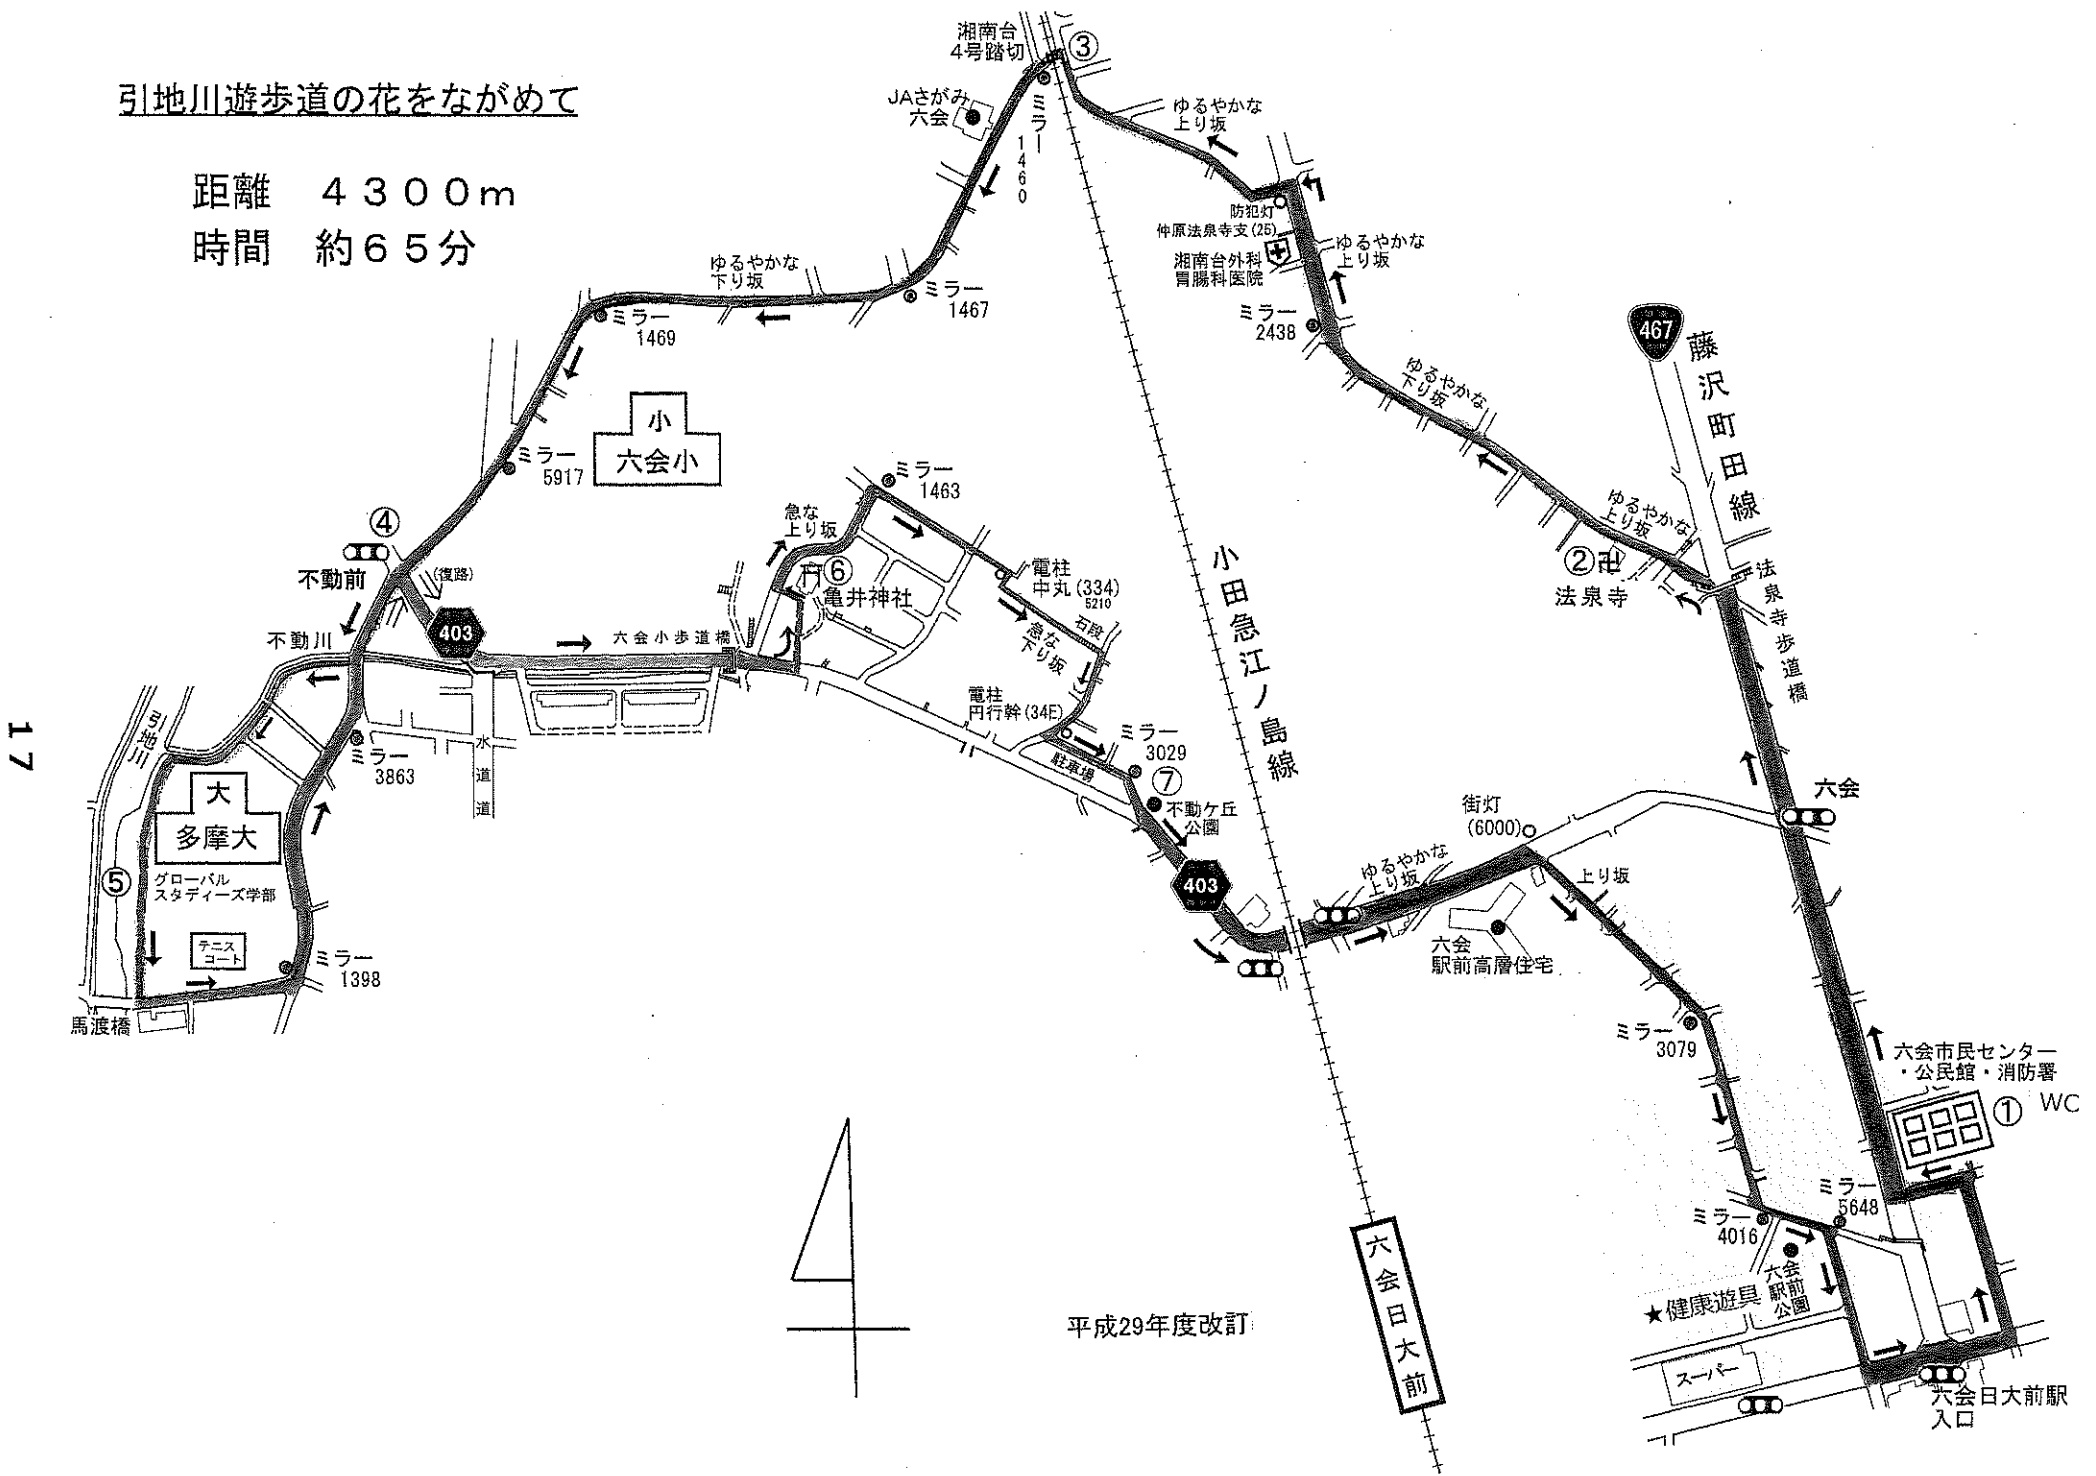 引地川遊歩道の花をながめて
距離　４３００ｍ
時間　約６５分
湘南台
4号踏切
③
JAさがみ
六会
ミラー
1460
ゆるやかな
上り坂
防犯灯
仲原法泉寺支(25)
湘南台外科
胃腸科医院
ゆるやかな
上り坂
ミラー
2438
ゆるやかな
下り坂
ミラー
1467
ミラー
1469
467
藤沢町田線
ゆるやかな
下り坂
小
六会小
ミラー
5917
ゆるやかな
上り坂
②卍
法泉寺
法泉寺歩道橋
④
不動前
(復路)
403
不動川
六会小歩道橋
急な
上り坂
ミラー
1463
⑥
亀井神社
電柱
中丸(334)
5210
石段
急な
下り坂
小田急江ノ島線
電柱
円行幹(34E)
ミラー
3029
駐車場
⑦
不動ケ丘
公園
403
引地川
ミラー
3863
水道道
大
多摩大
グローバル
スタディーズ学部
⑤
テニス
コート
ミラー
1398
馬渡橋
街灯
(6000)
ゆるやかな
上り坂
上り坂
六会
六会
駅前高層住宅
ミラー
3079
六会市民センター
・公民館・消防署
①
WC
ミラー
5648
ミラー
4016
六会
駅前
公園
★健康遊具
スーパー
六会日大前駅
入口
六会日大前
平成29年度改訂
17